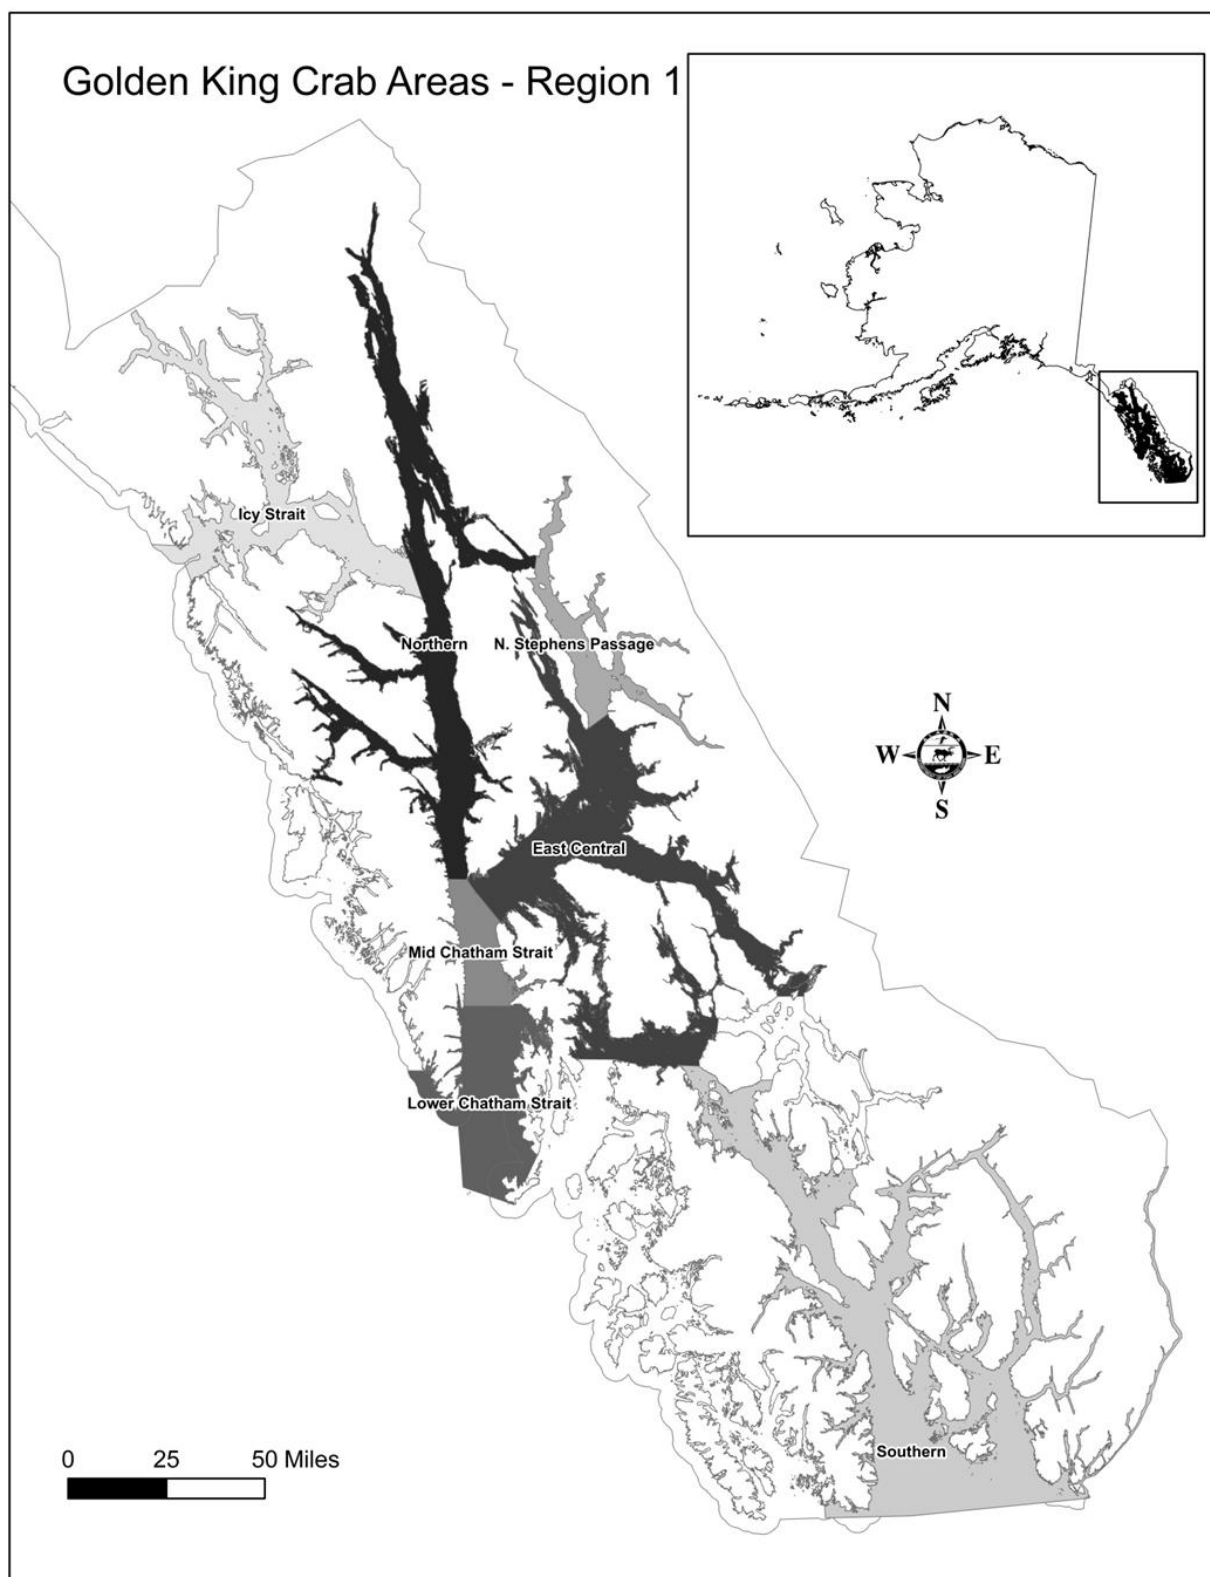 Golden King Crab Areas - Region 1
Icy Strait
Northern
N. Stephens Passage
N
W E
S
East Central
Mid Chatham Strait
Lower Chatham Strait
Southern
0 25 50 Miles